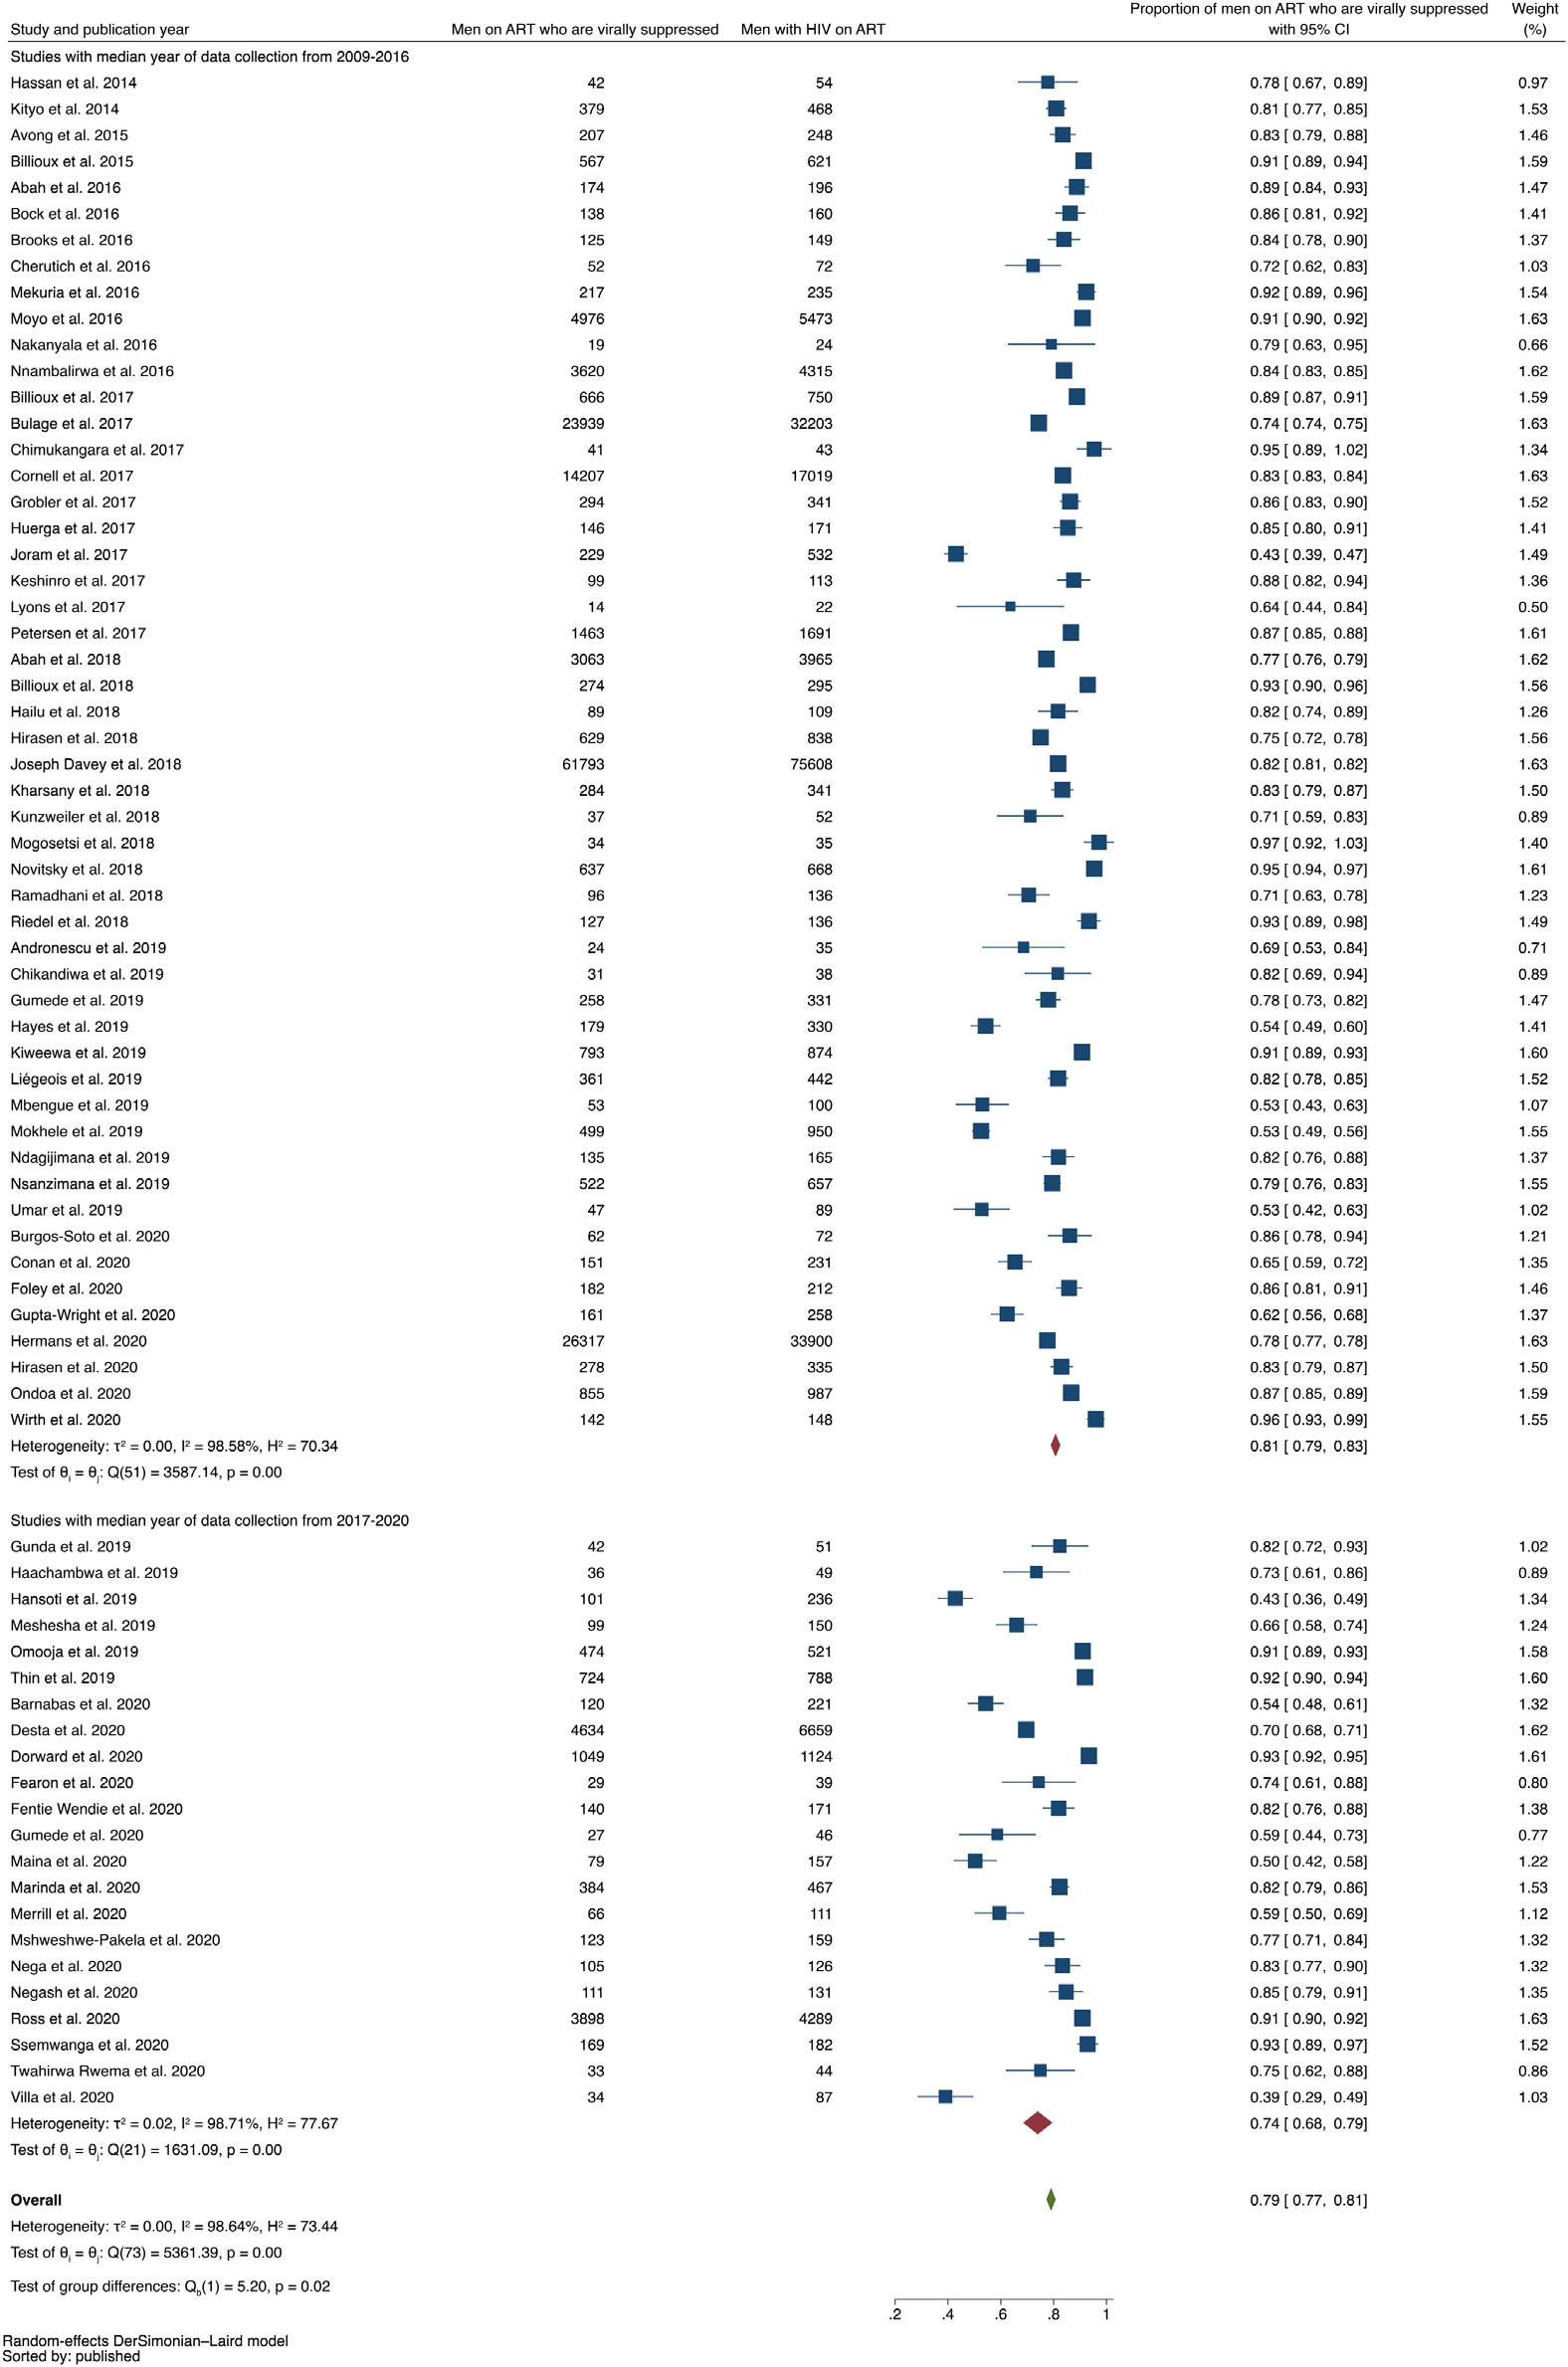 Study and publication year Men on ART who are virally suppressed Men with HIV on ART Proportion of men on ART who are virally suppressed with 95% CI Weight (%)
Studies with median year of data collection from 2009-2016
Hassan et al. 2014 42 54 0.78 [ 0.67, 0.89] 0.97
Kityo et al. 2014 379 468 0.81 [ 0.77, 0.85] 1.53
Avong et al. 2015 207 248 0.83 [ 0.79, 0.88] 1.46
Billioux et al. 2015 567 621 0.91 [ 0.89, 0.94] 1.59
Abah et al. 2016 174 196 0.89 [ 0.84, 0.93] 1.47
Bock et al. 2016 138 160 0.86 [ 0.81, 0.92] 1.41
Brooks et al. 2016 125 149 0.84 [ 0.78, 0.90] 1.37
Cherutich et al. 2016 52 72 0.72 [ 0.62, 0.83] 1.03
Mekuria et al. 2016 217 235 0.92 [ 0.89, 0.96] 1.54
Moyo et al. 2016 4976 5473 0.91 [ 0.90, 0.92] 1.63
Nakanyala et al. 2016 19 24 0.79 [ 0.63, 0.95] 0.66
Nnambalirwa et al. 2016 3620 4315 0.84 [ 0.83, 0.85] 1.62
Billioux et al. 2017 666 750 0.89 [ 0.87, 0.91] 1.59
Bulage et al. 2017 23939 32203 0.74 [ 0.74, 0.75] 1.63
Chimukangara et al. 2017 41 43 0.95 [ 0.89, 1.02] 1.34
Cornell et al. 2017 14207 17019 0.83 [ 0.83, 0.84] 1.63
Grobler et al. 2017 294 341 0.86 [ 0.83, 0.90] 1.52
Huerga et al. 2017 146 171 0.85 [ 0.80, 0.91] 1.41
Joram et al. 2017 229 532 0.43 [ 0.39, 0.47] 1.49
Keshinro et al. 2017 99 113 0.88 [ 0.82, 0.94] 1.36
Lyons et al. 2017 14 22 0.64 [ 0.44, 0.84] 0.50
Petersen et al. 2017 1463 1691 0.87 [ 0.85, 0.88] 1.61
Abah et al. 2018 3063 3965 0.77 [ 0.76, 0.79] 1.62
Billioux et al. 2018 274 295 0.93 [ 0.90, 0.96] 1.56
Hailu et al. 2018 89 109 0.82 [ 0.74, 0.89] 1.26
Hirasen et al. 2018 629 838 0.75 [ 0.72, 0.78] 1.56
Joseph Davey et al. 2018 61793 75608 0.82 [ 0.81, 0.82] 1.63
Kharsany et al. 2018 284 341 0.83 [ 0.79, 0.87] 1.50
Kunzweiler et al. 2018 37 52 0.71 [ 0.59, 0.83] 0.89
Mogosetsi et al. 2018 34 35 0.97 [ 0.92, 1.03] 1.40
Novitsky et al. 2018 637 668 0.95 [ 0.94, 0.97] 1.61
Ramadhani et al. 2018 96 136 0.71 [ 0.63, 0.78] 1.23
Riedel et al. 2018 127 136 0.93 [ 0.89, 0.98] 1.49
Andronescu et al. 2019 24 35 0.69 [ 0.53, 0.84] 0.71
Chikandiwa et al. 2019 31 38 0.82 [ 0.69, 0.94] 0.89
Gumede et al. 2019 258 331 0.78 [ 0.73, 0.82] 1.47
Hayes et al. 2019 179 330 0.54 [ 0.49, 0.60] 1.41
Kiweewa et al. 2019 793 874 0.91 [ 0.89, 0.93] 1.60
Liégeois et al. 2019 361 442 0.82 [ 0.78, 0.85] 1.52
Mbengue et al. 2019 53 100 0.53 [ 0.43, 0.63] 1.07
Mokhele et al. 2019 499 950 0.53 [ 0.49, 0.56] 1.55
Ndagijimana et al. 2019 135 165 0.82 [ 0.76, 0.88] 1.37
Nsanzimana et al. 2019 522 657 0.79 [ 0.76, 0.83] 1.55
Umar et al. 2019 47 89 0.53 [ 0.42, 0.63] 1.02
Burgos-Soto et al. 2020 62 72 0.86 [ 0.78, 0.94] 1.21
Conan et al. 2020 151 231 0.65 [ 0.59, 0.72] 1.35
Foley et al. 2020 182 212 0.86 [ 0.81, 0.91] 1.46
Gupta-Wright et al. 2020 161 258 0.62 [ 0.56, 0.68] 1.37
Hermans et al. 2020 26317 33900 0.78 [ 0.77, 0.78] 1.63
Hirasen et al. 2020 278 335 0.83 [ 0.79, 0.87] 1.50
Ondoa et al. 2020 855 987 0.87 [ 0.85, 0.89] 1.59
Wirth et al. 2020 142 148 0.96 [ 0.93, 0.99] 1.55
Heterogeneity: τ² = 0.00, I² = 98.58%, H² = 70.34 0.81 [ 0.79, 0.83]
Test of θᵢ = θⱼ: Q(51) = 3587.14, p = 0.00
Studies with median year of data collection from 2017-2020
Gunda et al. 2019 42 51 0.82 [ 0.72, 0.93] 1.02
Haachambwa et al. 2019 36 49 0.73 [ 0.61, 0.86] 0.89
Hansoti et al. 2019 101 236 0.43 [ 0.36, 0.49] 1.34
Meshesha et al. 2019 99 150 0.66 [ 0.58, 0.74] 1.24
Omooja et al. 2019 474 521 0.91 [ 0.89, 0.93] 1.58
Thin et al. 2019 724 788 0.92 [ 0.90, 0.94] 1.60
Barnabas et al. 2020 120 221 0.54 [ 0.48, 0.61] 1.32
Desta et al. 2020 4634 6659 0.70 [ 0.68, 0.71] 1.62
Dorward et al. 2020 1049 1124 0.93 [ 0.92, 0.95] 1.61
Fearon et al. 2020 29 39 0.74 [ 0.61, 0.88] 0.80
Fentie Wendie et al. 2020 140 171 0.82 [ 0.76, 0.88] 1.38
Gumede et al. 2020 27 46 0.59 [ 0.44, 0.73] 0.77
Maina et al. 2020 79 157 0.50 [ 0.42, 0.58] 1.22
Marinda et al. 2020 384 467 0.82 [ 0.79, 0.86] 1.53
Merrill et al. 2020 66 111 0.59 [ 0.50, 0.69] 1.12
Mshweshwe-Pakela et al. 2020 123 159 0.77 [ 0.71, 0.84] 1.32
Nega et al. 2020 105 126 0.83 [ 0.77, 0.90] 1.32
Negash et al. 2020 111 131 0.85 [ 0.79, 0.91] 1.35
Ross et al. 2020 3898 4289 0.91 [ 0.90, 0.92] 1.63
Ssemwanga et al. 2020 169 182 0.93 [ 0.89, 0.97] 1.52
Twahirwa Rwema et al. 2020 33 44 0.75 [ 0.62, 0.88] 0.86
Villa et al. 2020 34 87 0.39 [ 0.29, 0.49] 1.03
Heterogeneity: τ² = 0.02, I² = 98.71%, H² = 77.67 0.74 [ 0.68, 0.79]
Test of θᵢ = θⱼ: Q(21) = 1631.09, p = 0.00
Overall 0.79 [ 0.77, 0.81]
Heterogeneity: τ² = 0.00, I² = 98.64%, H² = 73.44
Test of θᵢ = θⱼ: Q(73) = 5361.39, p = 0.00
Test of group differences: Q_b(1) = 5.20, p = 0.02
.2 .4 .6 .8 1
Random-effects DerSimonian–Laird model
Sorted by: published